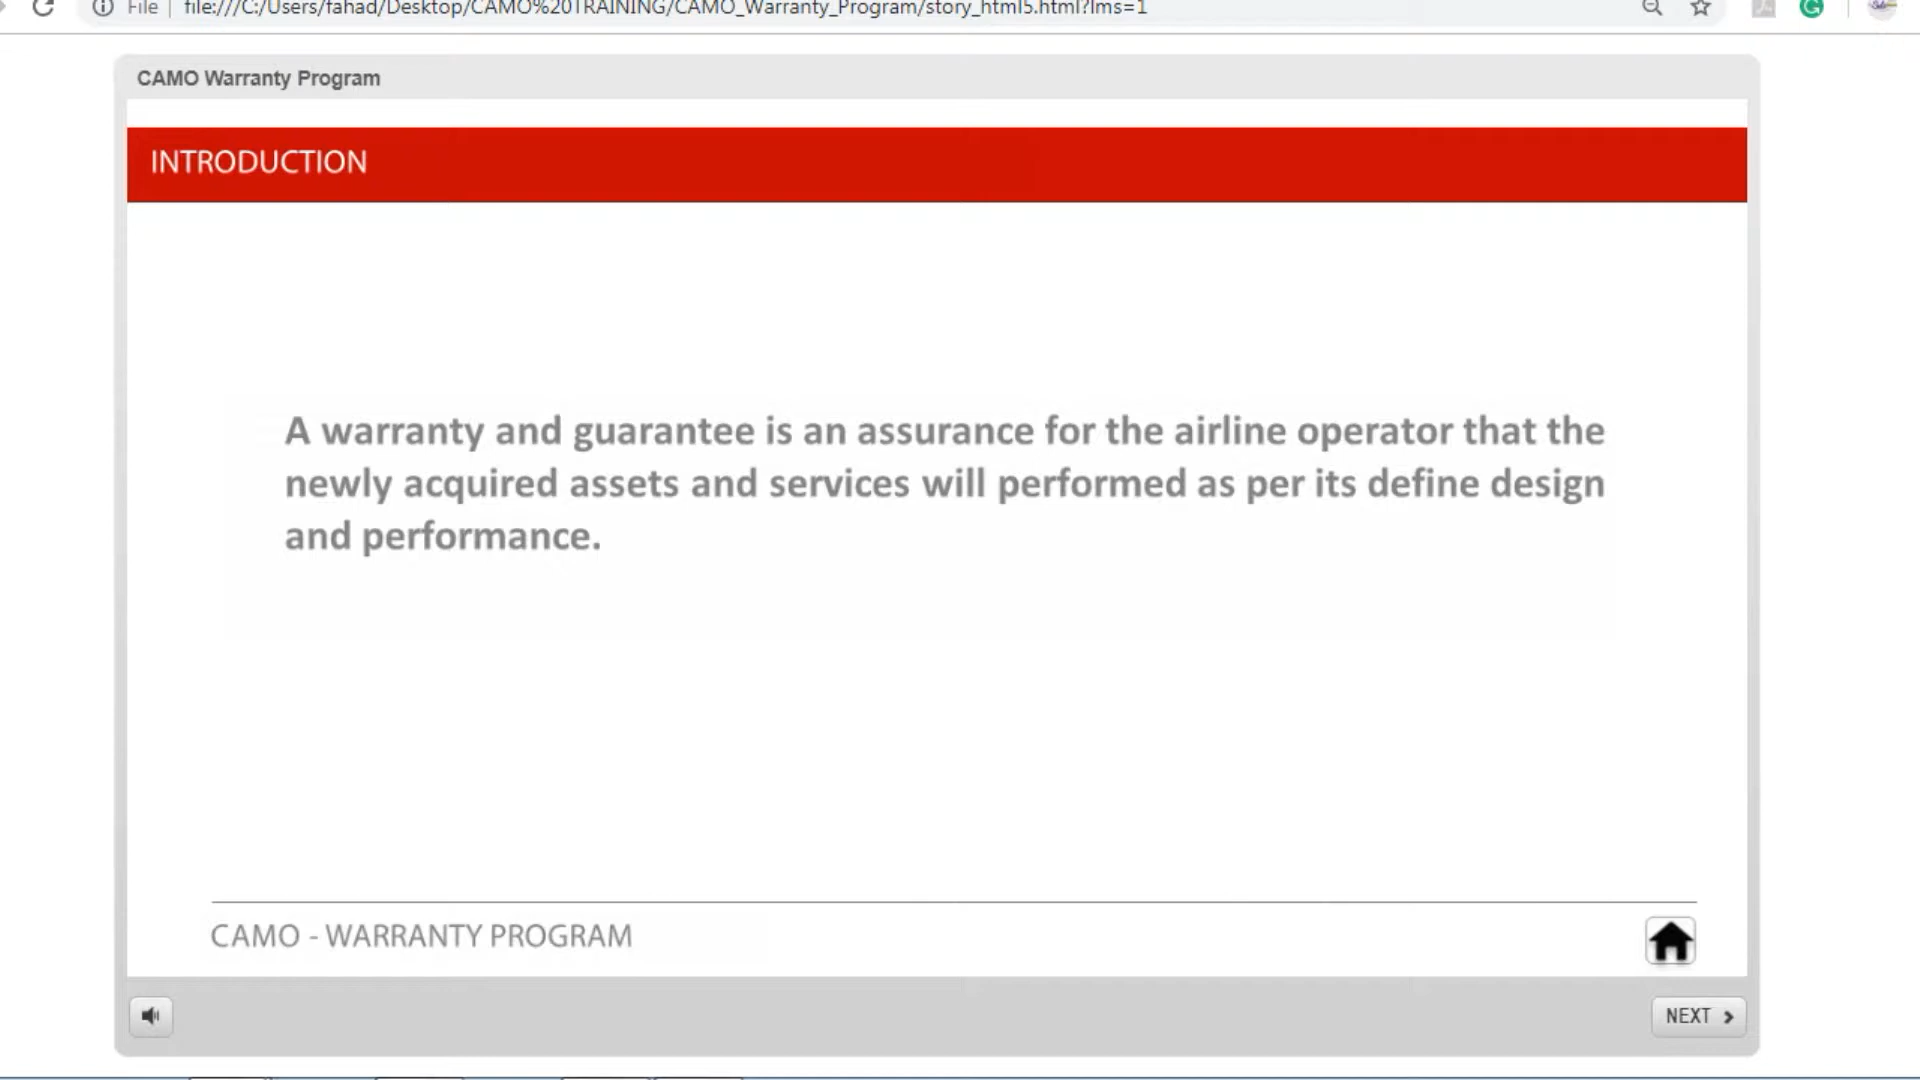 File
file:///C:/Users/fahad/Desktop/CAMO%20TRAINING/CAMO_Warranty_Program/story_html5.html?lms=1
CAMO Warranty Program
INTRODUCTION
A warranty and guarantee is an assurance for the airline operator that the
newly acquired assets and services will performed as per its define design
and performance.
CAMO - WARRANTY PROGRAM
NEXT